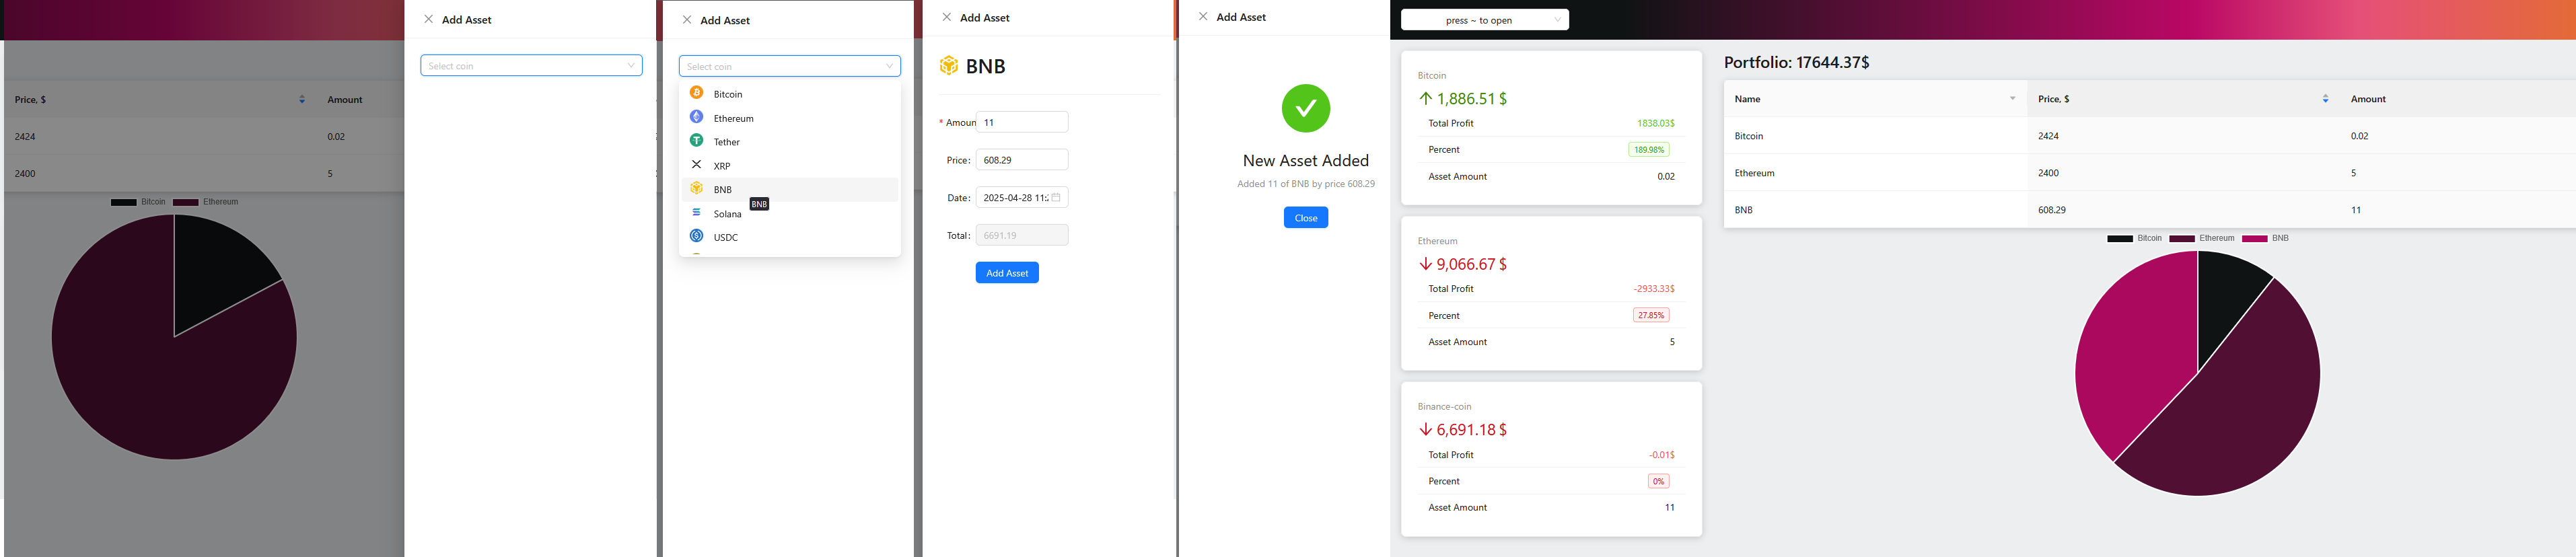 Price, $
Amount
2424
0.02
2400
5
Bitcoin
Ethereum
Add Asset
Select coin
Add Asset
Select coin
Bitcoin
Ethereum
Tether
XRP
BNB
BNB
Solana
USDC
Add Asset
BNB
* Amoun
11
Price:
608.29
Date:
2025-04-28 11:
Total:
6691.19
Add Asset
Add Asset
New Asset Added
Added 11 of BNB by price 608.29
Close
press ~ to open
Bitcoin
1,886.51 $
Total Profit
1838.03$
Percent
189.98%
Asset Amount
0.02
Ethereum
9,066.67 $
Total Profit
-2933.33$
Percent
27.85%
Asset Amount
5
Binance-coin
6,691.18 $
Total Profit
-0.01$
Percent
0%
Asset Amount
11
Portfolio: 17644.37$
Name
Price, $
Amount
Bitcoin
2424
0.02
Ethereum
2400
5
BNB
608.29
11
Bitcoin
Ethereum
BNB